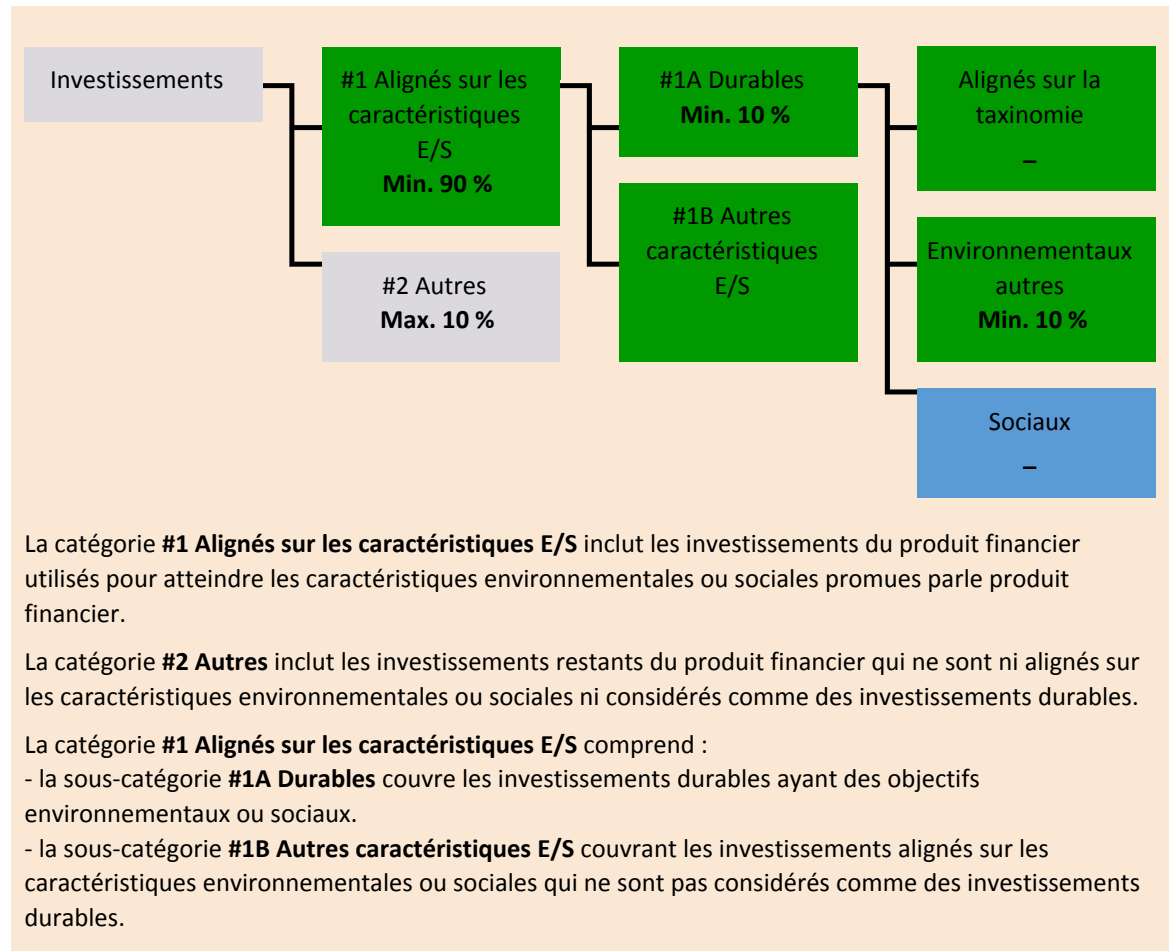 Investissements
#1 Alignés sur les
caractéristiques
E/S
Min. 90 %
#2 Autres
Max. 10 %
#1A Durables
Min. 10 %
#1B Autres
caractéristiques
E/S
Alignés sur la
taxinomie
–
Environnementaux
autres
Min. 10 %
Sociaux
–
La catégorie #1 Alignés sur les caractéristiques E/S inclut les investissements du produit financier
utilisés pour atteindre les caractéristiques environnementales ou sociales promues parle produit
financier.
La catégorie #2 Autres inclut les investissements restants du produit financier qui ne sont ni alignés sur
les caractéristiques environnementales ou sociales ni considérés comme des investissements durables.
La catégorie #1 Alignés sur les caractéristiques E/S comprend :
- la sous-catégorie #1A Durables couvre les investissements durables ayant des objectifs
environnementaux ou sociaux.
- la sous-catégorie #1B Autres caractéristiques E/S couvrant les investissements alignés sur les
caractéristiques environnementales ou sociales qui ne sont pas considérés comme des investissements
durables.